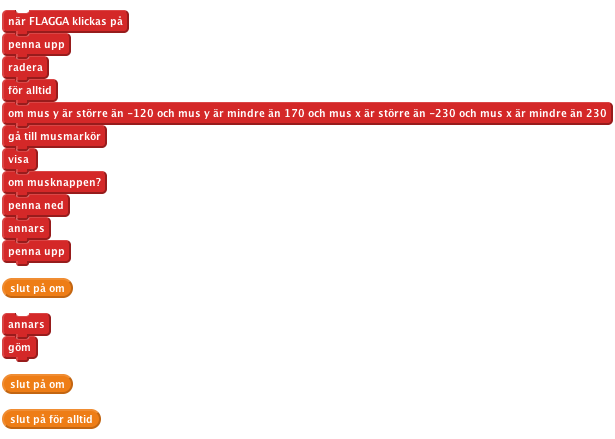 när FLAGGA klickas på
penna upp
radera
för alltid
om mus y är större än -120 och mus y är mindre än 170 och mus x är större än -230 och mus x är mindre än 230
gå till musmarkör
visa
om musknappen?
penna ned
annars
penna upp
slut på om
annars
göm
slut på om
slut på för alltid